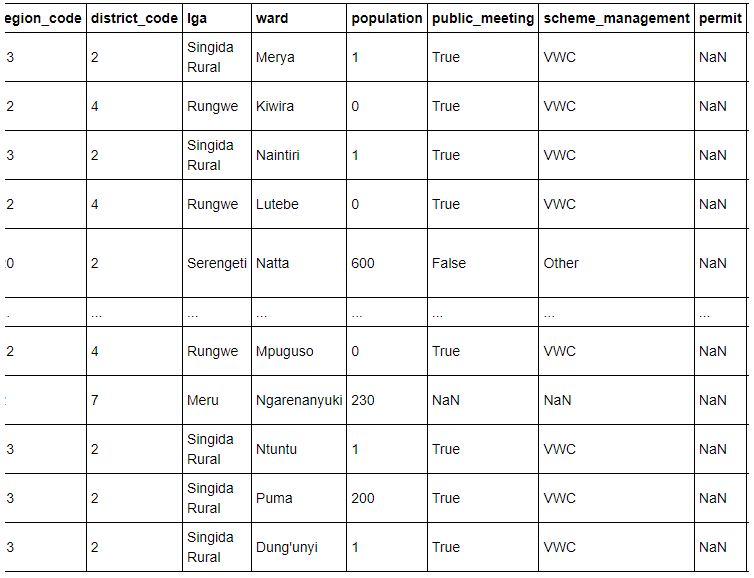 egion_code district_code lga ward population public_meeting scheme_management permit
3 2 Singida Rural Merya 1 True VWC NaN
2 4 Rungwe Kiwira 0 True VWC NaN
3 2 Singida Rural Naintiri 1 True VWC NaN
2 4 Rungwe Lutebe 0 True VWC NaN
0 2 Serengeti Natta 600 False Other NaN
. ... ... ... ... ... ... ...
2 4 Rungwe Mpuguso 0 True VWC NaN
7 Meru Ngarenanyuki 230 NaN NaN NaN
3 2 Singida Rural Ntuntu 1 True VWC NaN
3 2 Singida Rural Puma 200 True VWC NaN
3 2 Singida Rural Dung'unyi 1 True VWC NaN